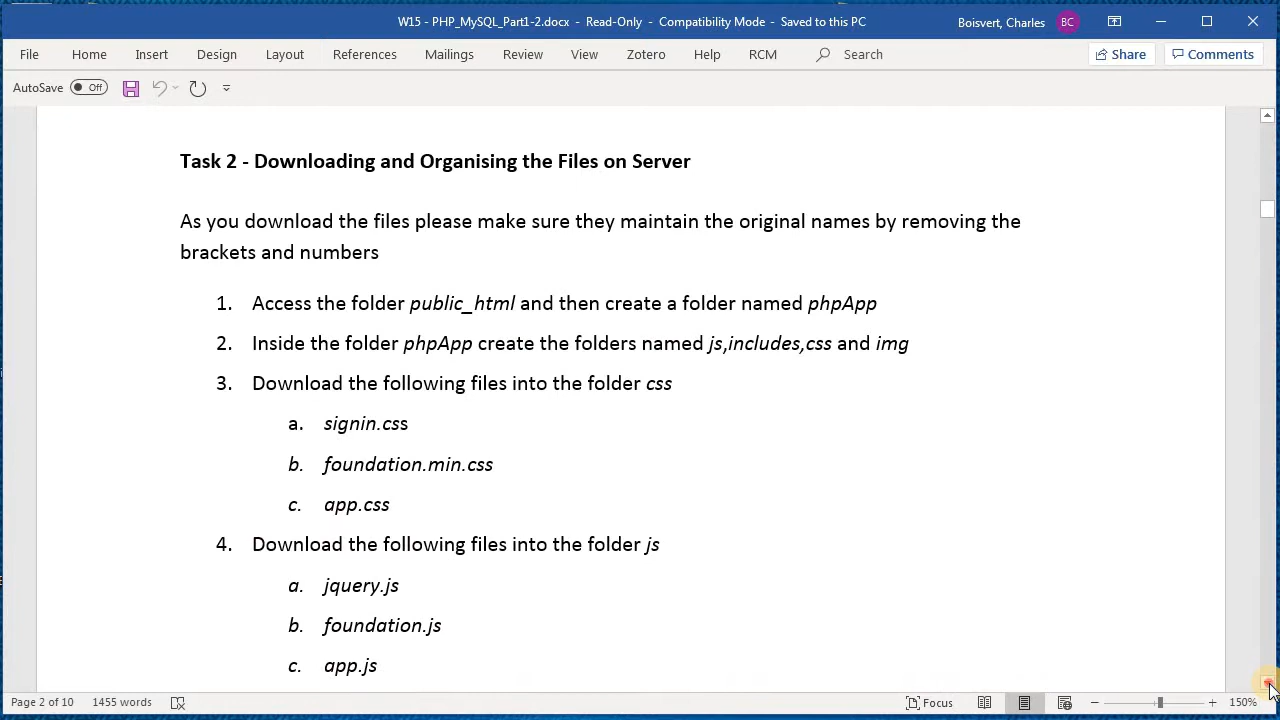 W15 - PHP_MySQL_Part1-2.docx - Read-Only - Compatibility Mode - Saved to this PC
Boisvert, Charles BC
File Home Insert Design Layout References Mailings Review View Zotero Help RCM Search Share Comments
AutoSave Off
Task 2 - Downloading and Organising the Files on Server
As you download the files please make sure they maintain the original names by removing the
brackets and numbers
1. Access the folder public_html and then create a folder named phpApp
2. Inside the folder phpApp create the folders named js,includes,css and img
3. Download the following files into the folder css
a. signin.css
b. foundation.min.css
c. app.css
4. Download the following files into the folder js
a. jquery.js
b. foundation.js
c. app.js
Page 2 of 10 1455 words Focus 150%